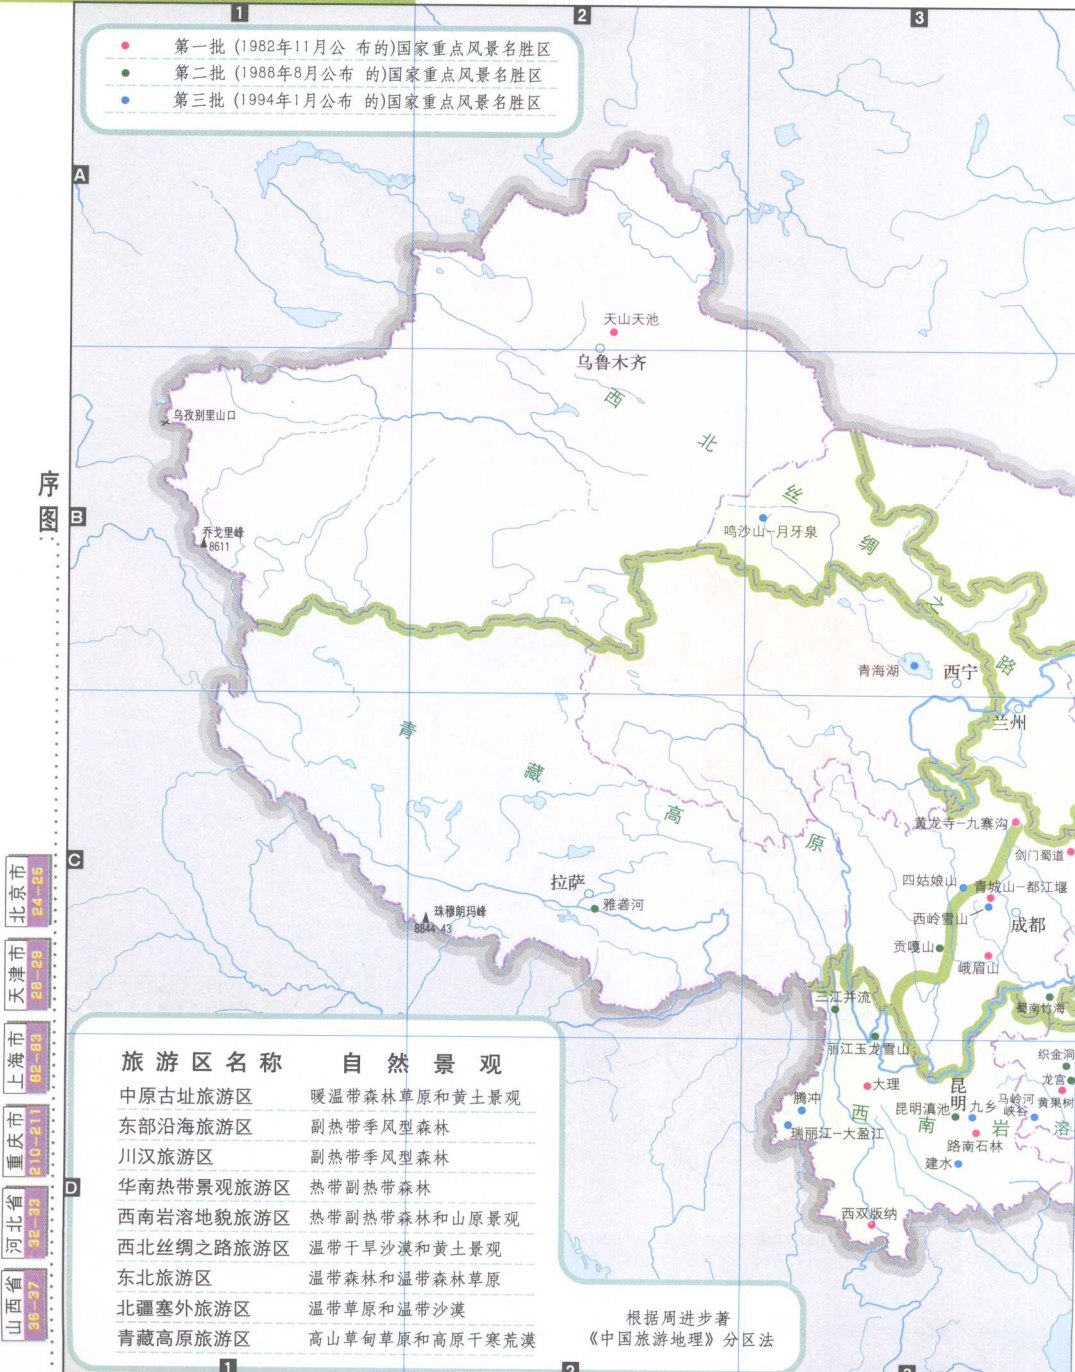 1
2
3
第一批 (1982年11月公 布的)国家重点风景名胜区
第二批 (1988年8月公布 的)国家重点风景名胜区
第三批 (1994年1月公布 的)国家重点风景名胜区
A
天山天池
乌鲁木齐
西
北
丝
绸
之
路
乌孜别里山口
序图
B
乔戈里峰
8611
鸣沙山-月牙泉
青海湖
西宁
兰州
青
藏
高
原
黄龙寺-九寨沟
剑门蜀道
C
四姑娘山
青城山-都江堰
西岭雪山
成都
拉萨
雅砻河
珠穆朗玛峰
8844.43
贡嘎山
峨眉山
三江并流
蜀南竹海
丽江玉龙雪山
织金洞
龙宫
大理
昆明
马岭河
峡谷
黄果树
腾冲
西
南
岩
溶
昆明滇池
九乡
瑞丽江-大盈江
路南石林
建水
西双版纳
D
北京市
24-25
天津市
28-29
上海市
82-83
重庆市
210-211
河北省
32-33
山西省
36-37
旅游区名称 自然景观
中原古址旅游区 暖温带森林草原和黄土景观
东部沿海旅游区 副热带季风型森林
川汉旅游区 副热带季风型森林
华南热带景观旅游区 热带副热带森林
西南岩溶地貌旅游区 热带副热带森林和山原景观
西北丝绸之路旅游区 温带干旱沙漠和黄土景观
东北旅游区 温带森林和温带森林草原
北疆塞外旅游区 温带草原和温带沙漠
青藏高原旅游区 高山草甸草原和高原干寒荒漠
根据周进步著
《中国旅游地理》分区法
1
2